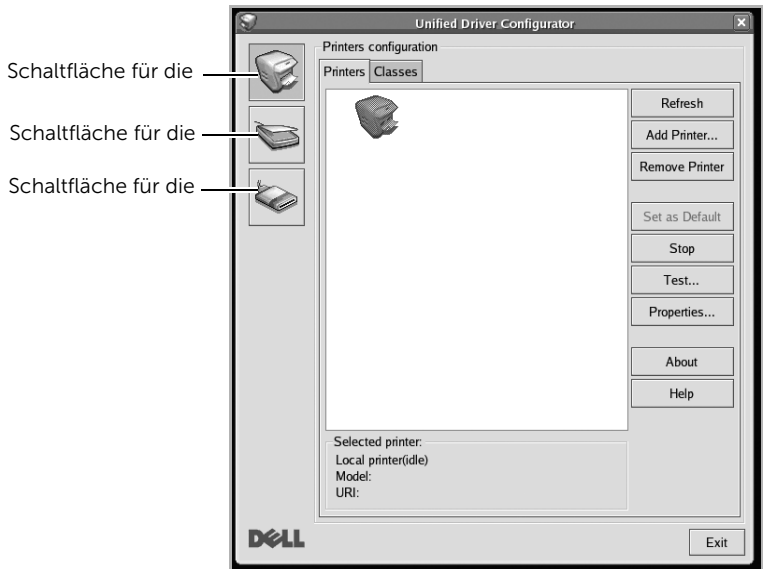 Unified Driver Configurator
Schaltfläche für die
Schaltfläche für die
Schaltfläche für die
Printers configuration
Printers Classes
Refresh
Add Printer...
Remove Printer
Set as Default
Stop
Test...
Properties...
About
Help
Selected printer:
Local printer(idle)
Model:
URI:
DELL
Exit